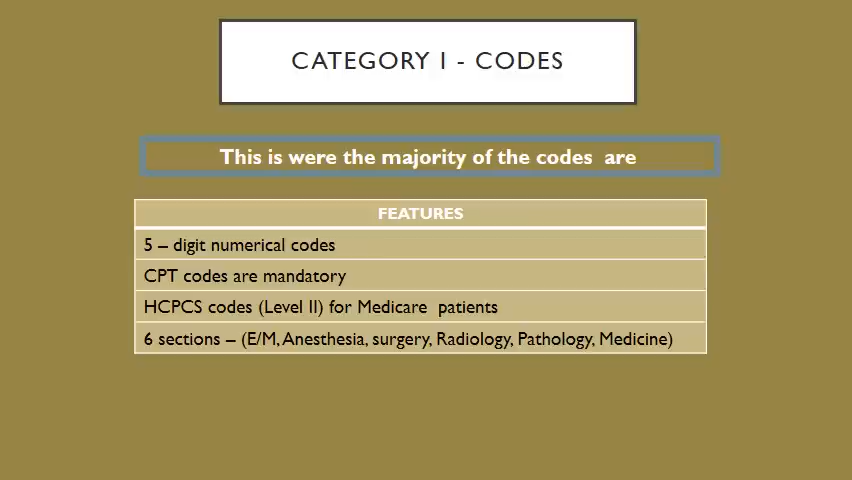 CATEGORY I - CODES
This is were the majority of the codes are
FEATURES
5 – digit numerical codes
CPT codes are mandatory
HCPCS codes (Level II) for Medicare patients
6 sections – (E/M, Anesthesia, surgery, Radiology, Pathology, Medicine)